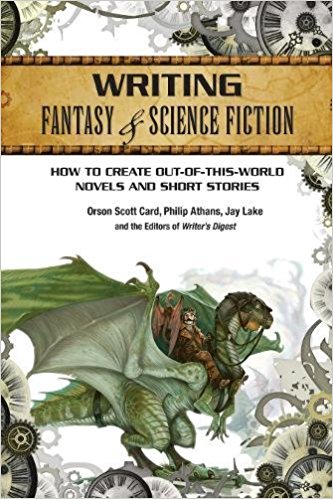 WRITING
FANTASY & SCIENCE FICTION
HOW TO CREATE OUT-OF-THIS-WORLD
NOVELS AND SHORT STORIES
Orson Scott Card, Philip Athans, Jay Lake
and the Editors of Writer's Digest